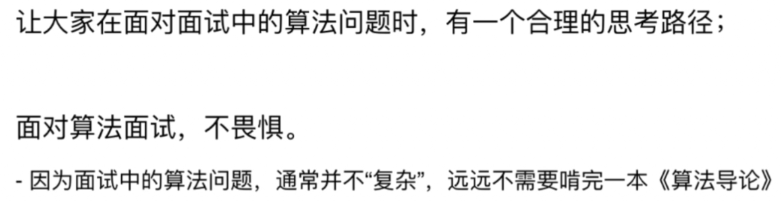 让大家在面对面试中的算法问题时，有一个合理的思考路径；
面对算法面试，不畏惧。
- 因为面试中的算法问题，通常并不“复杂”，远远不需要啃完一本《算法导论》